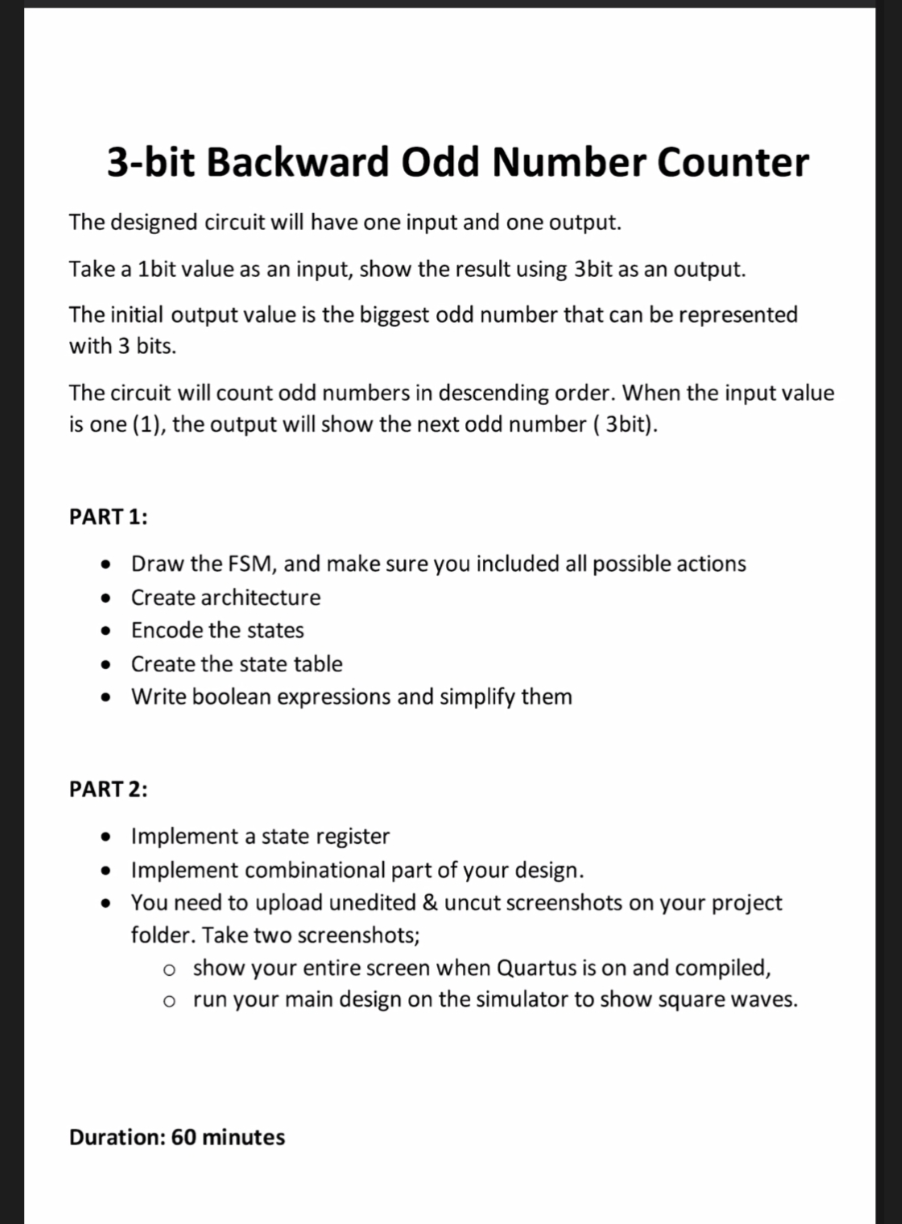 3-bit Backward Odd Number Counter
The designed circuit will have one input and one output.
Take a 1bit value as an input, show the result using 3bit as an output.
The initial output value is the biggest odd number that can be represented
with 3 bits.
The circuit will count odd numbers in descending order. When the input value
is one (1), the output will show the next odd number ( 3bit).
PART 1:
• Draw the FSM, and make sure you included all possible actions
• Create architecture
• Encode the states
• Create the state table
• Write boolean expressions and simplify them
PART 2:
• Implement a state register
• Implement combinational part of your design.
• You need to upload unedited & uncut screenshots on your project
folder. Take two screenshots;
o show your entire screen when Quartus is on and compiled,
o run your main design on the simulator to show square waves.
Duration: 60 minutes